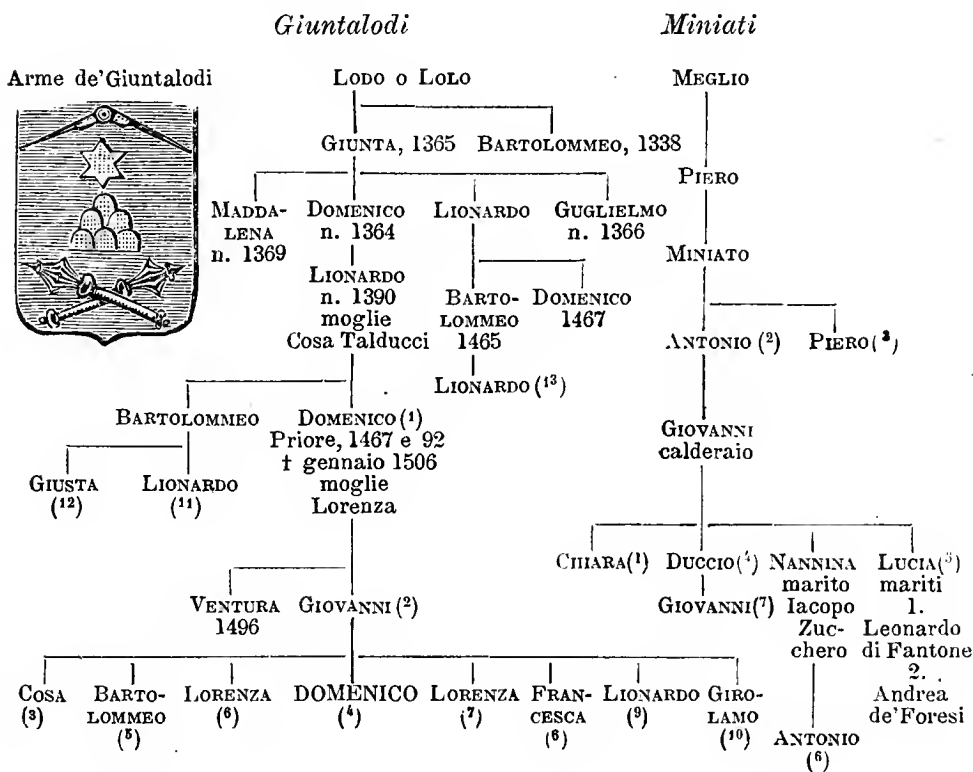 Giuntalodi
Miniati
Arme de'Giuntalodi
LODO O LOLO
MEGLIO
GIUNTA, 1365 BARTOLOMMEO, 1338
PIERO
MADDA-
LENA
n. 1369
DOMENICO
n. 1364
LIONARDO
GUGLIELMO
n. 1366
MINIATO
LIONARDO
n. 1390
moglie
Cosa Talducci
BARTO-
LOMMEO
1465
DOMENICO
1467
ANTONIO (²) PIERO (³)
LIONARDO (¹³)
BARTOLOMMEO
DOMENICO (¹)
Priore, 1467 e 92
† gennaio 1506
moglie
Lorenza
GIOVANNI
calderaio
GIUSTA
(¹²)
LIONARDO
(¹¹)
CHIARA (¹)
DUCCIO (⁴)
NANNINA
marito
Iacopo
Zuc-
chero
LUCIA (⁵)
mariti
1.
Leonardo
di Fantone
2.
Andrea
de'Foresi
VENTURA
1496
GIOVANNI (²)
GIOVANNI (⁷)
COSA
(³)
BARTO-
LOMMEO
(⁵)
LORENZA
(⁶)
DOMENICO
(⁴)
LORENZA
(⁷)
FRAN-
CESCA
(⁸)
LIONARDO
(⁹)
GIRO-
LAMO
(¹⁰)
ANTONIO
(⁶)